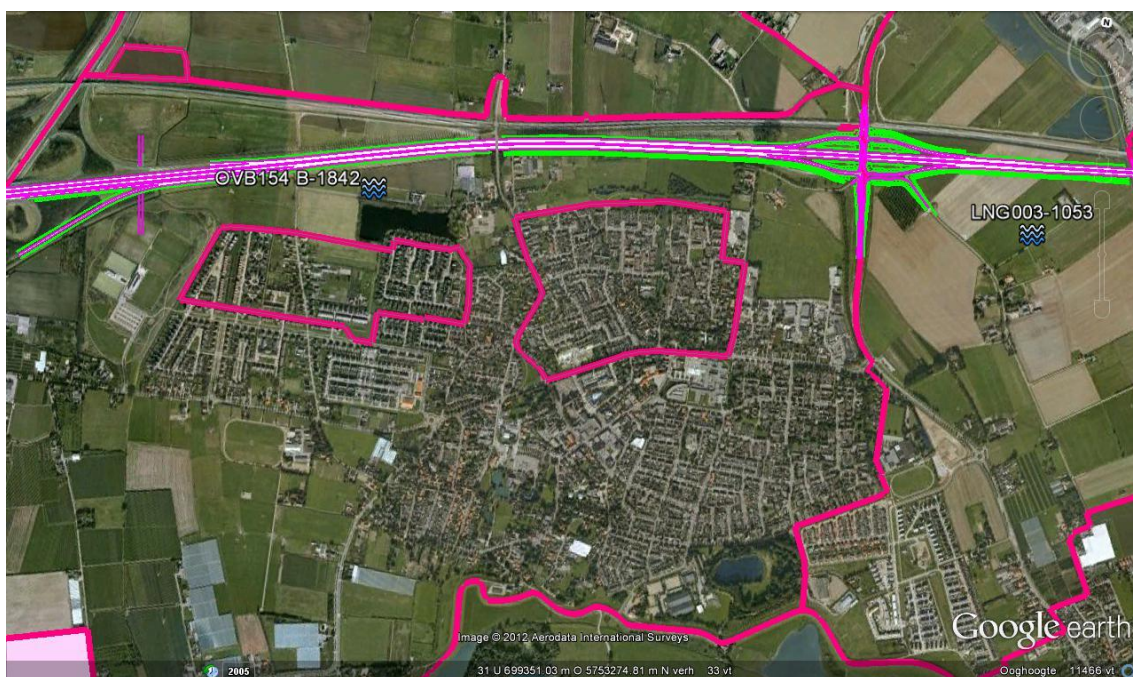 N
OVB154 B-1842
LNG003-1053
Google earth
Image © 2012 Aerodata International Surveys
2005
31 U 699351.03 m O 5753274.81 m N verh 33 vt
Ooghoogte 11466 vt